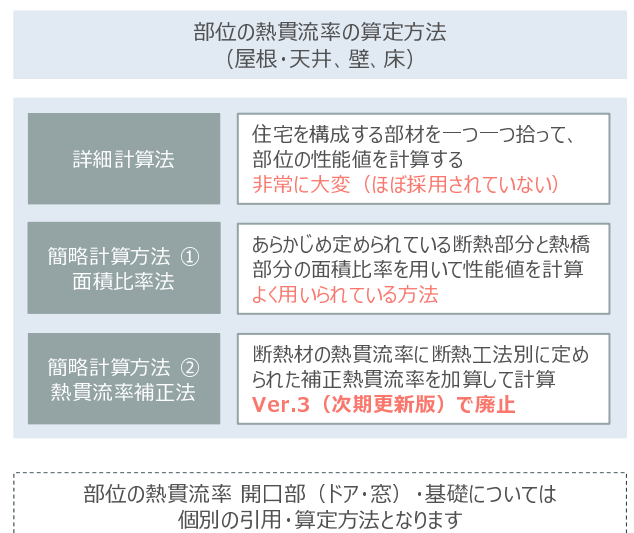 部位の熱貫流率の算定方法
（屋根・天井、壁、床）
詳細計算法
住宅を構成する部材を一つ一つ拾って、
部位の性能値を計算する
非常に大変（ほぼ採用されていない）
簡略計算方法 ①
面積比率法
あらかじめ定められている断熱部分と熱橋
部分の面積比率を用いて性能値を計算
よく用いられている方法
簡略計算方法 ②
熱貫流率補正法
断熱材の熱貫流率に断熱工法別に定め
られた補正熱貫流率を加算して計算
Ver.3（次期更新版）で廃止
部位の熱貫流率 開口部（ドア・窓）・基礎については
個別の引用・算定方法となります